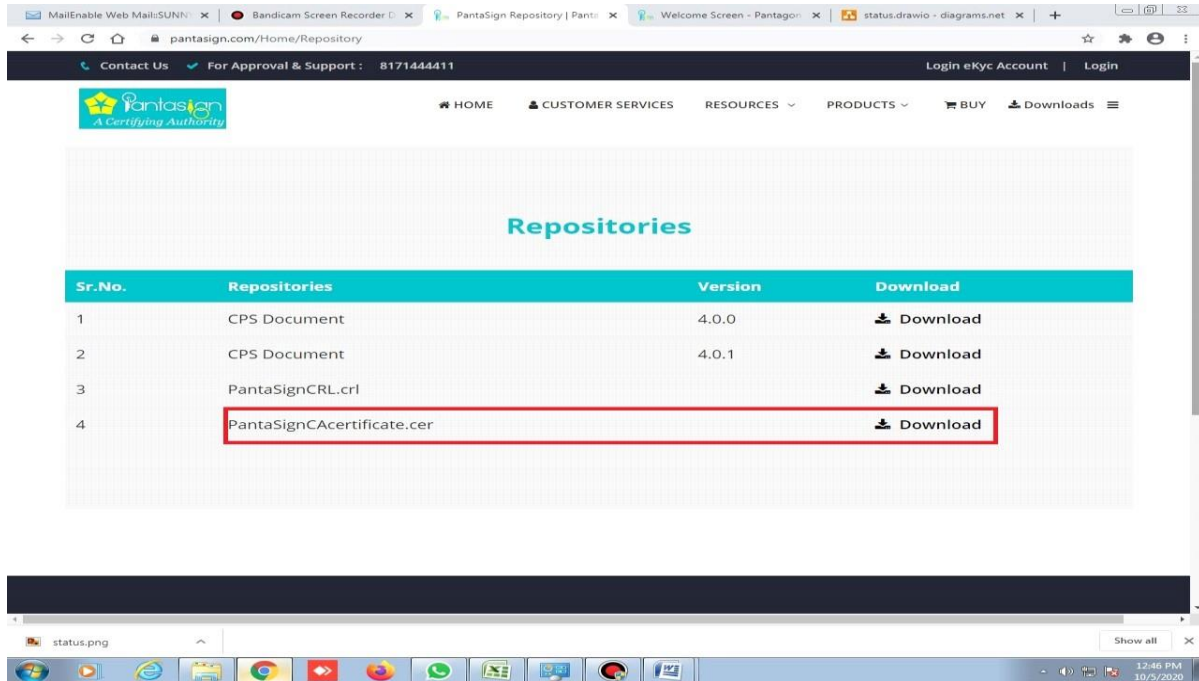 MailEnable Web Mail::SUNN Bandicam Screen Recorder D PantaSign Repository | Panta Welcome Screen - Pantagon status.drawio - diagrams.net
pantasign.com/Home/Repository
Contact Us For Approval & Support : 8171444411 Login eKyc Account | Login
Pantasign
A Certifying Authority
HOME CUSTOMER SERVICES RESOURCES PRODUCTS BUY Downloads
Repositories
Sr.No. Repositories Version Download
1 CPS Document 4.0.0 Download
2 CPS Document 4.0.1 Download
3 PantaSignCRL.crl Download
4 PantaSignCAcertificate.cer Download
status.png Show all
12:46 PM
10/5/2020